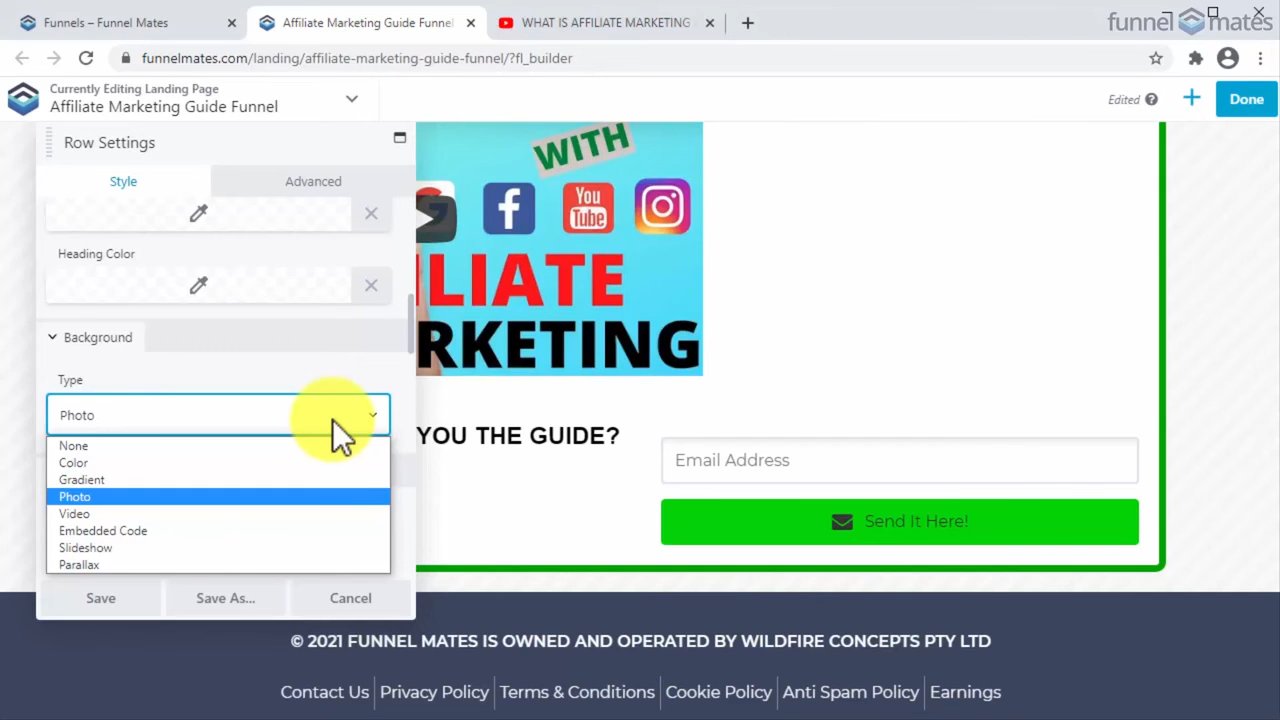 Funnels – Funnel Mates
Affiliate Marketing Guide Funnel
WHAT IS AFFILIATE MARKETING
funnel mates
funnelmates.com/landing/affiliate-marketing-guide-funnel/?fl_builder
Currently Editing Landing Page
Affiliate Marketing Guide Funnel
Edited
Done
Row Settings
Style
Advanced
Heading Color
Background
Type
Photo
None
Color
Gradient
Photo
Video
Embedded Code
Slideshow
Parallax
Save
Save As...
Cancel
WITH
You
Tube
LIATE
RKETING
YOU THE GUIDE?
Email Address
Send It Here!
© 2021 FUNNEL MATES IS OWNED AND OPERATED BY WILDFIRE CONCEPTS PTY LTD
Contact Us Privacy Policy Terms & Conditions Cookie Policy Anti Spam Policy Earnings